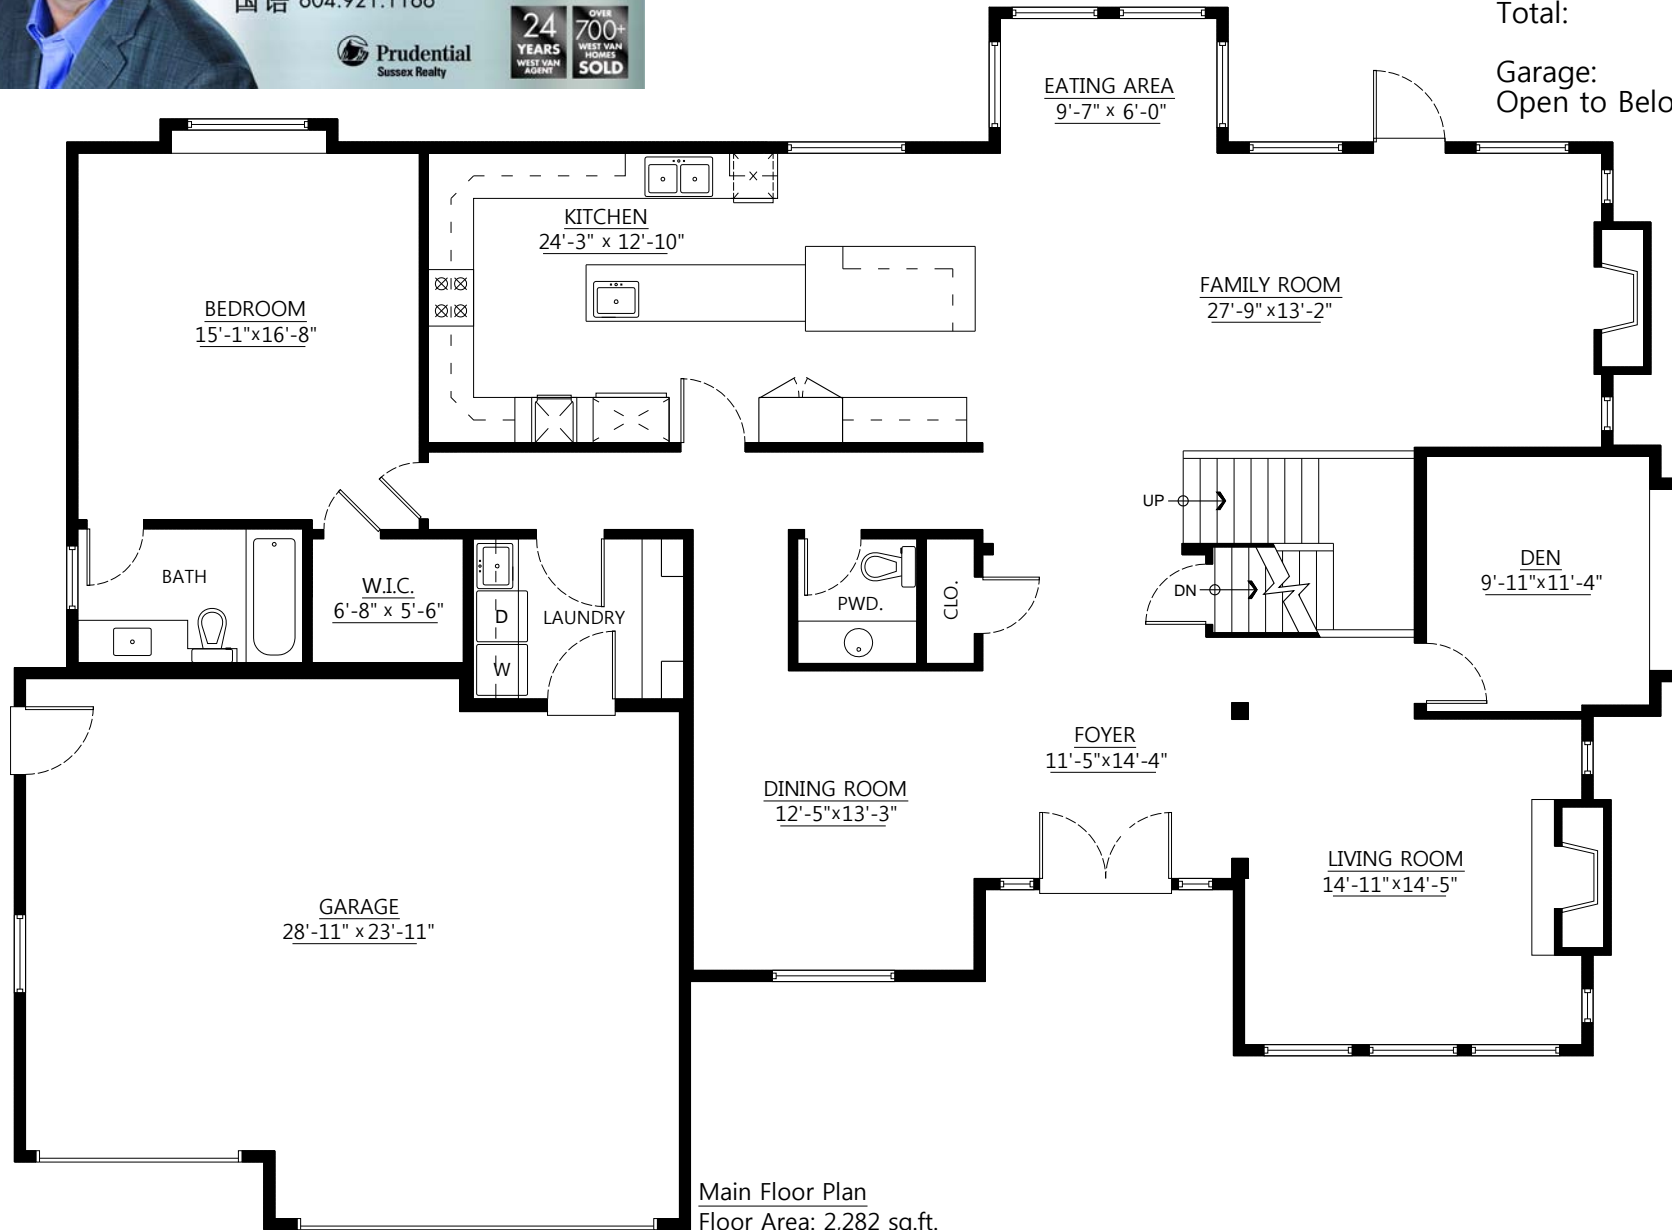 国语 604.921.1188
Prudential
Sussex Realty
24
YEARS
WEST VAN
AGENT
OVER
700+
WEST VAN
HOMES
SOLD
Total:
Garage:
Open to Belo
EATING AREA
9'-7" x 6'-0"
KITCHEN
24'-3" x 12'-10"
BEDROOM
15'-1"x16'-8"
FAMILY ROOM
27'-9"x13'-2"
UP
DN
DEN
9'-11"x11'-4"
BATH
W.I.C.
6'-8" x 5'-6"
D
W
LAUNDRY
PWD.
CLO.
FOYER
11'-5"x14'-4"
DINING ROOM
12'-5"x13'-3"
LIVING ROOM
14'-11"x14'-5"
GARAGE
28'-11" x 23'-11"
Main Floor Plan
Floor Area: 2,282 sq.ft.